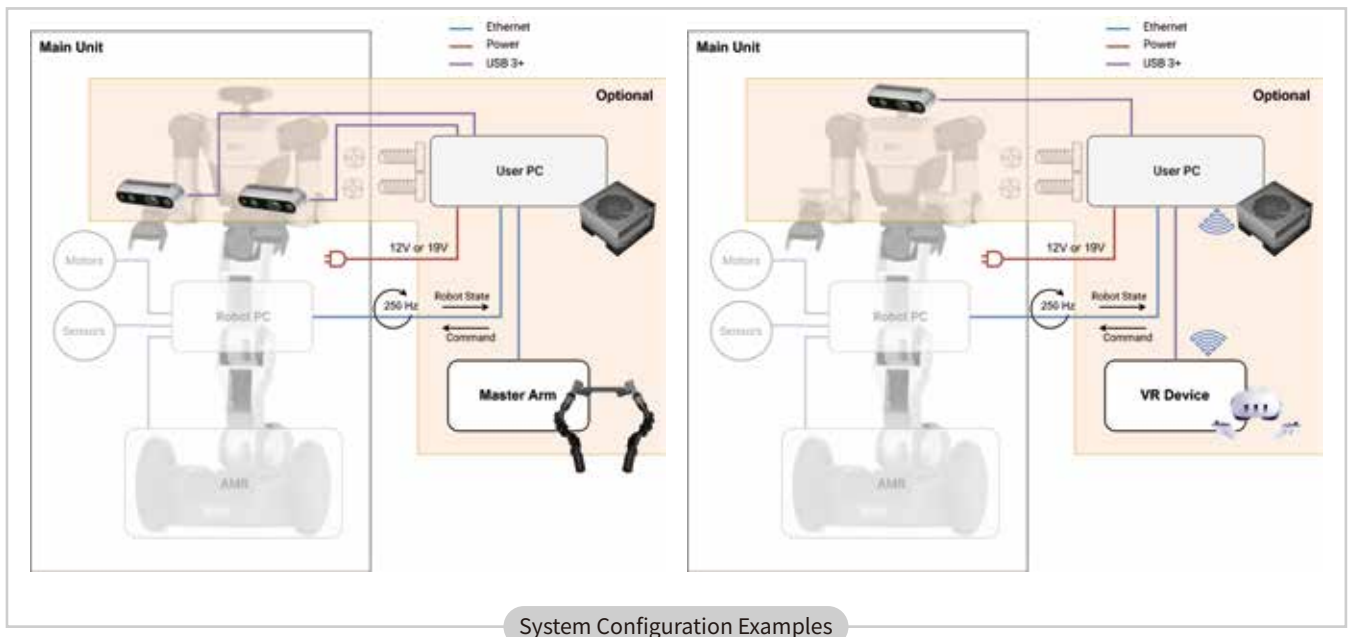 Main Unit
Ethernet
Power
USB 3+
Optional
User PC
12V or 19V
Motors
Robot PC
250 Hz
Robot State
Command
Sensors
Master Arm
AMR
Main Unit
Ethernet
Power
USB 3+
Optional
User PC
12V or 19V
Motors
Robot PC
250 Hz
Robot State
Command
Sensors
VR Device
AMR
System Configuration Examples